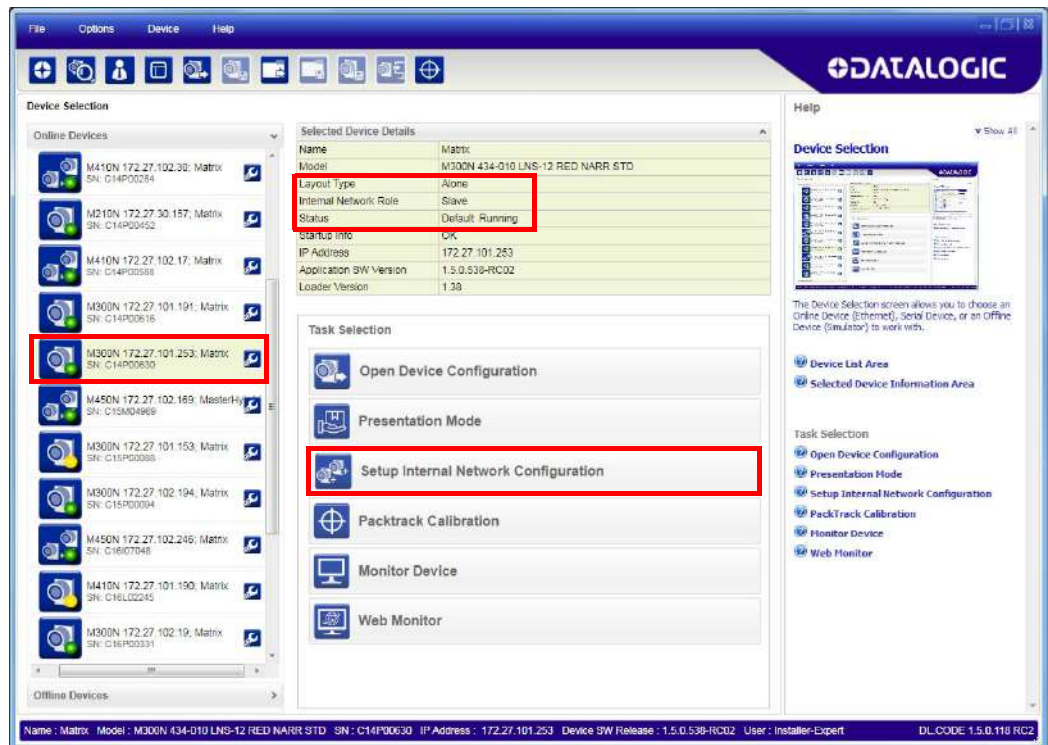 File Options Device Help
DATALOGIC
Device Selection
Online Devices
M410N 172.27.102.38; Matrix
SN: C14P00264
M210N 172.27.30.157; Matrix
SN: C14P00452
M410N 172.27.102.17; Matrix
SN: C14P00568
M300N 172.27.101.191; Matrix
SN: C14P00616
M300N 172.27.101.253; Matrix
SN: C14P00630
M450N 172.27.102.169; MasterHy
SN: C15M04969
M300N 172.27.101.153; Matrix
SN: C15P00088
M300N 172.27.102.194; Matrix
SN: C15P00094
M450N 172.27.102.246; Matrix
SN: C16I07048
M410N 172.27.101.190; Matrix
SN: C16L02245
M300N 172.27.102.19; Matrix
SN: C16P00331
Offline Devices
Selected Device Details
Name Matrix
Model M300N 434-010 LNS-12 RED NARR STD
Layout Type Alone
Internal Network Role Slave
Status Default Running
Startup Info OK
IP Address 172.27.101.253
Application SW Version 1.5.0.538-RC02
Loader Version 1.38
Task Selection
Open Device Configuration
Presentation Mode
Setup Internal Network Configuration
Packtrack Calibration
Monitor Device
Web Monitor
Help
Show All
Device Selection
The Device Selection screen allows you to choose an
Online Device (Ethernet), Serial Device, or an Offline
Device (Simulator) to work with.
Device List Area
Selected Device Information Area
Task Selection
Open Device Configuration
Presentation Mode
Setup Internal Network Configuration
PackTrack Calibration
Monitor Device
Web Monitor
Name : Matrix Model : M300N 434-010 LNS-12 RED NARR STD SN : C14P00630 IP Address : 172.27.101.253 Device SW Release : 1.5.0.538-RC02 User : Installer-Expert DL.CODE 1.5.0.118 RC2